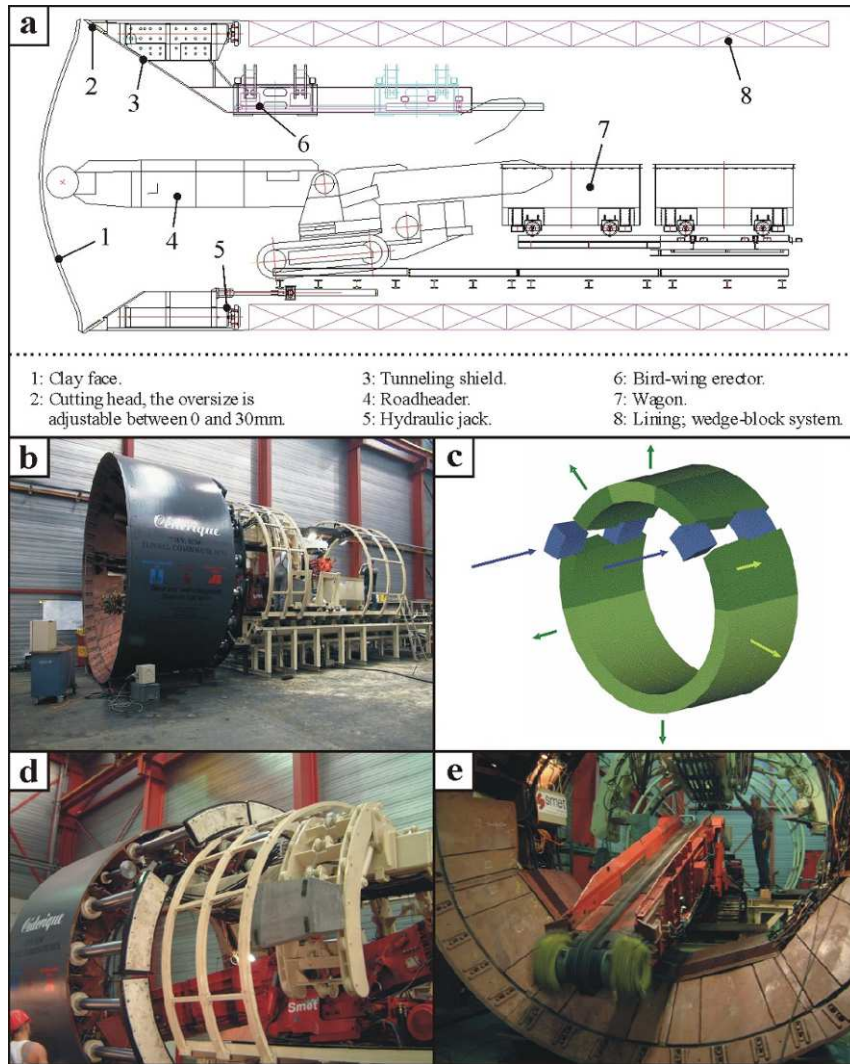 a
2
3
6
8
7
4
1
5
1: Clay face.
2: Cutting head, the oversize is
adjustable between 0 and 30mm.
3: Tunneling shield.
4: Roadheader.
5: Hydraulic jack.
6: Bird-wing erector.
7: Wagon.
8: Lining; wedge-block system.
b
c
d
Smet
e
smet